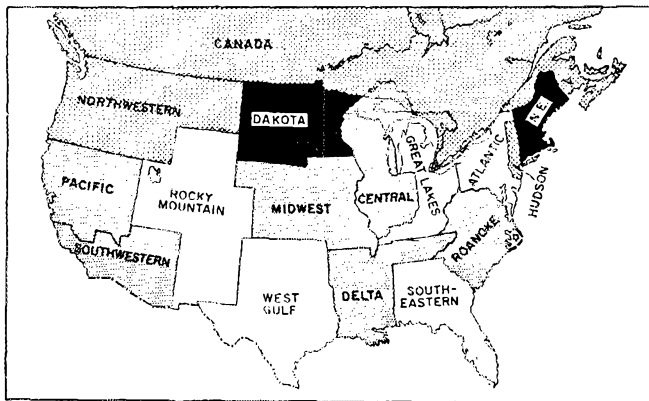 CANADA
NORTHWESTERN
DAKOTA
N.E.
GREAT LAKES
ATLANTIC
HUDSON
PACIFIC
ROCKY
MOUNTAIN
MIDWEST
CENTRAL
ROANOKE
SOUTHWESTERN
WEST
GULF
DELTA
SOUTH-
EASTERN